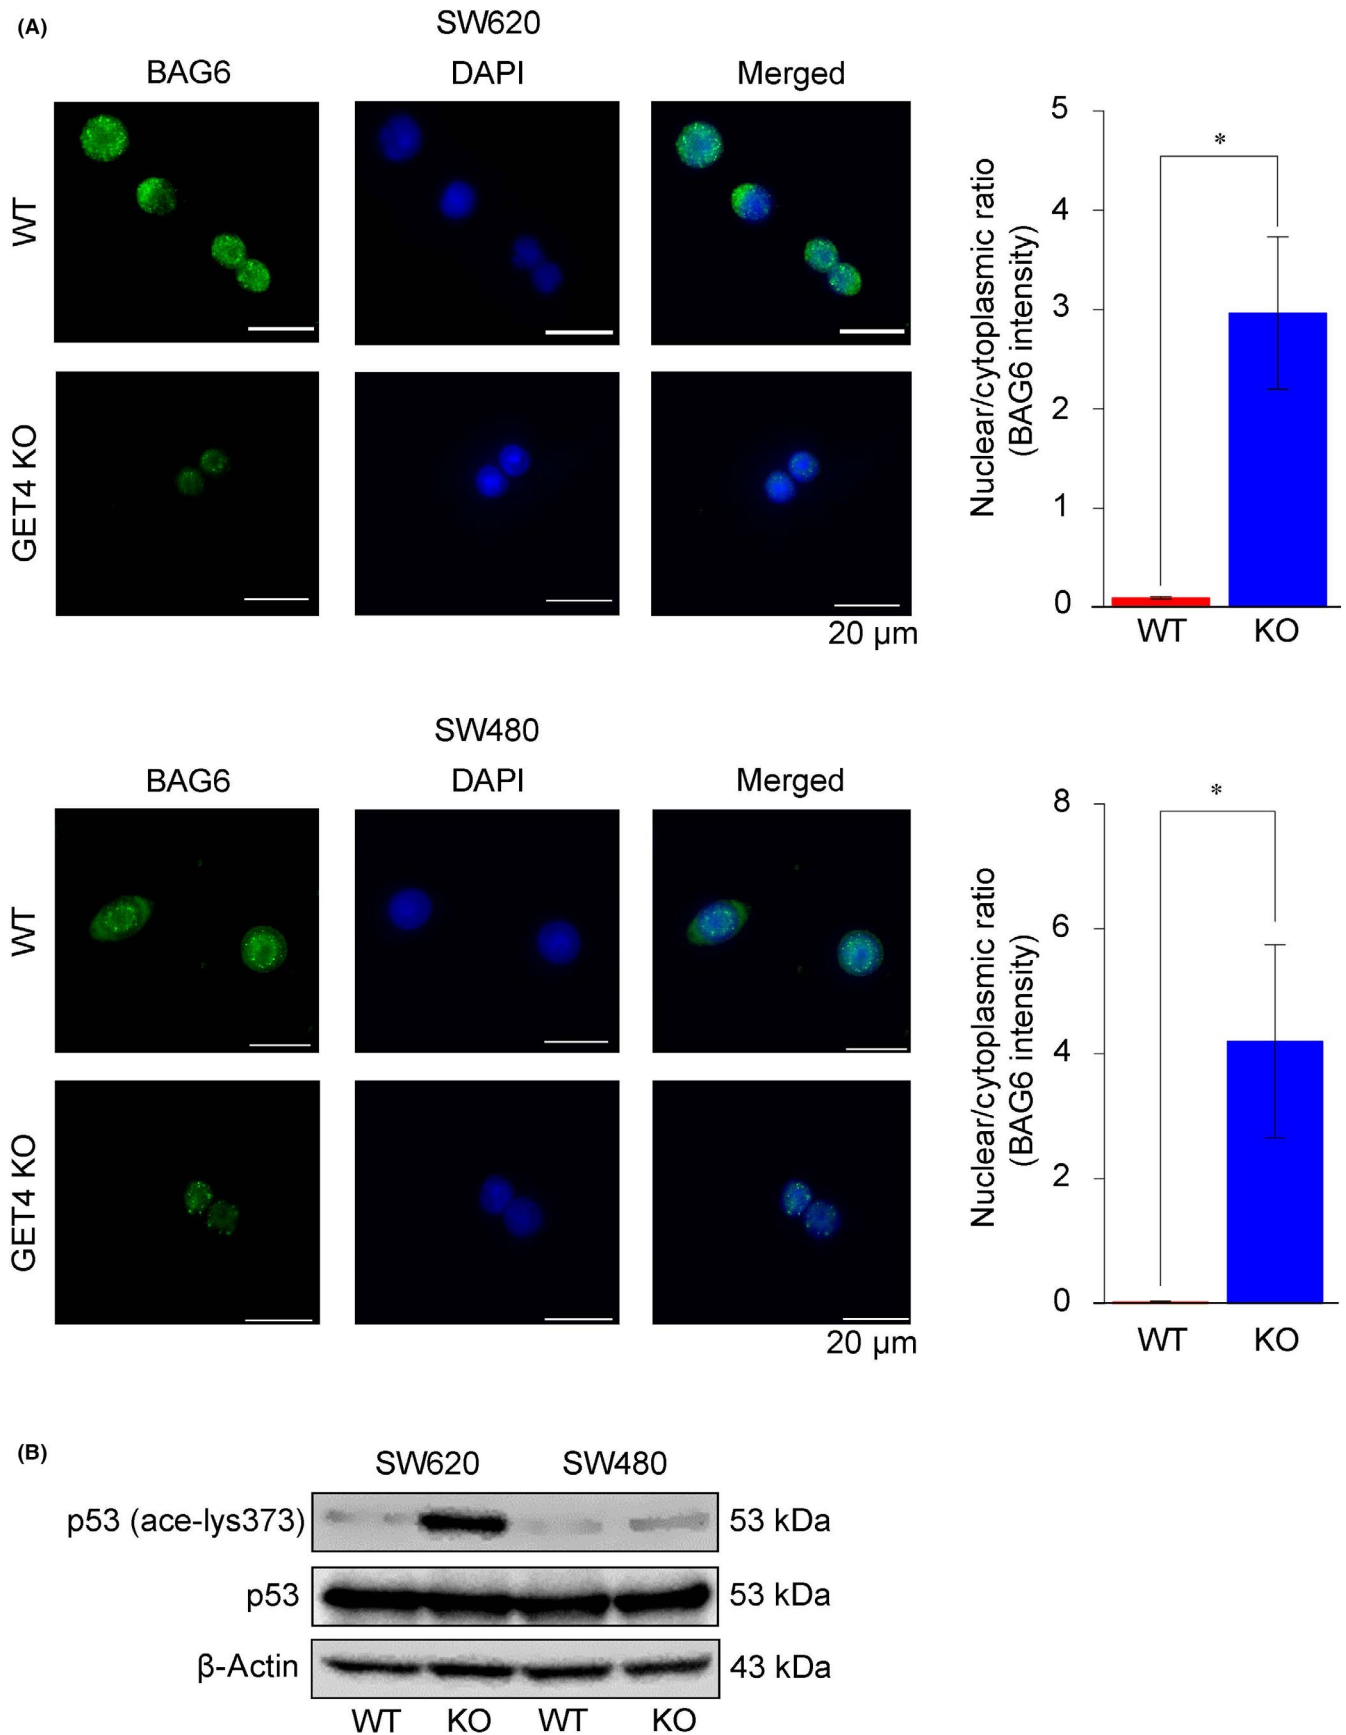 (A)
SW620
BAG6 DAPI Merged
WT
GET4 KO
20 µm
Nuclear/cytoplasmic ratio
(BAG6 intensity)
5
4
3
2
1
0
*
WT KO
SW480
BAG6 DAPI Merged
WT
GET4 KO
20 µm
Nuclear/cytoplasmic ratio
(BAG6 intensity)
8
6
4
2
0
*
WT KO
(B)
SW620 SW480
p53 (ace-lys373) 53 kDa
p53 53 kDa
β-Actin 43 kDa
WT KO WT KO